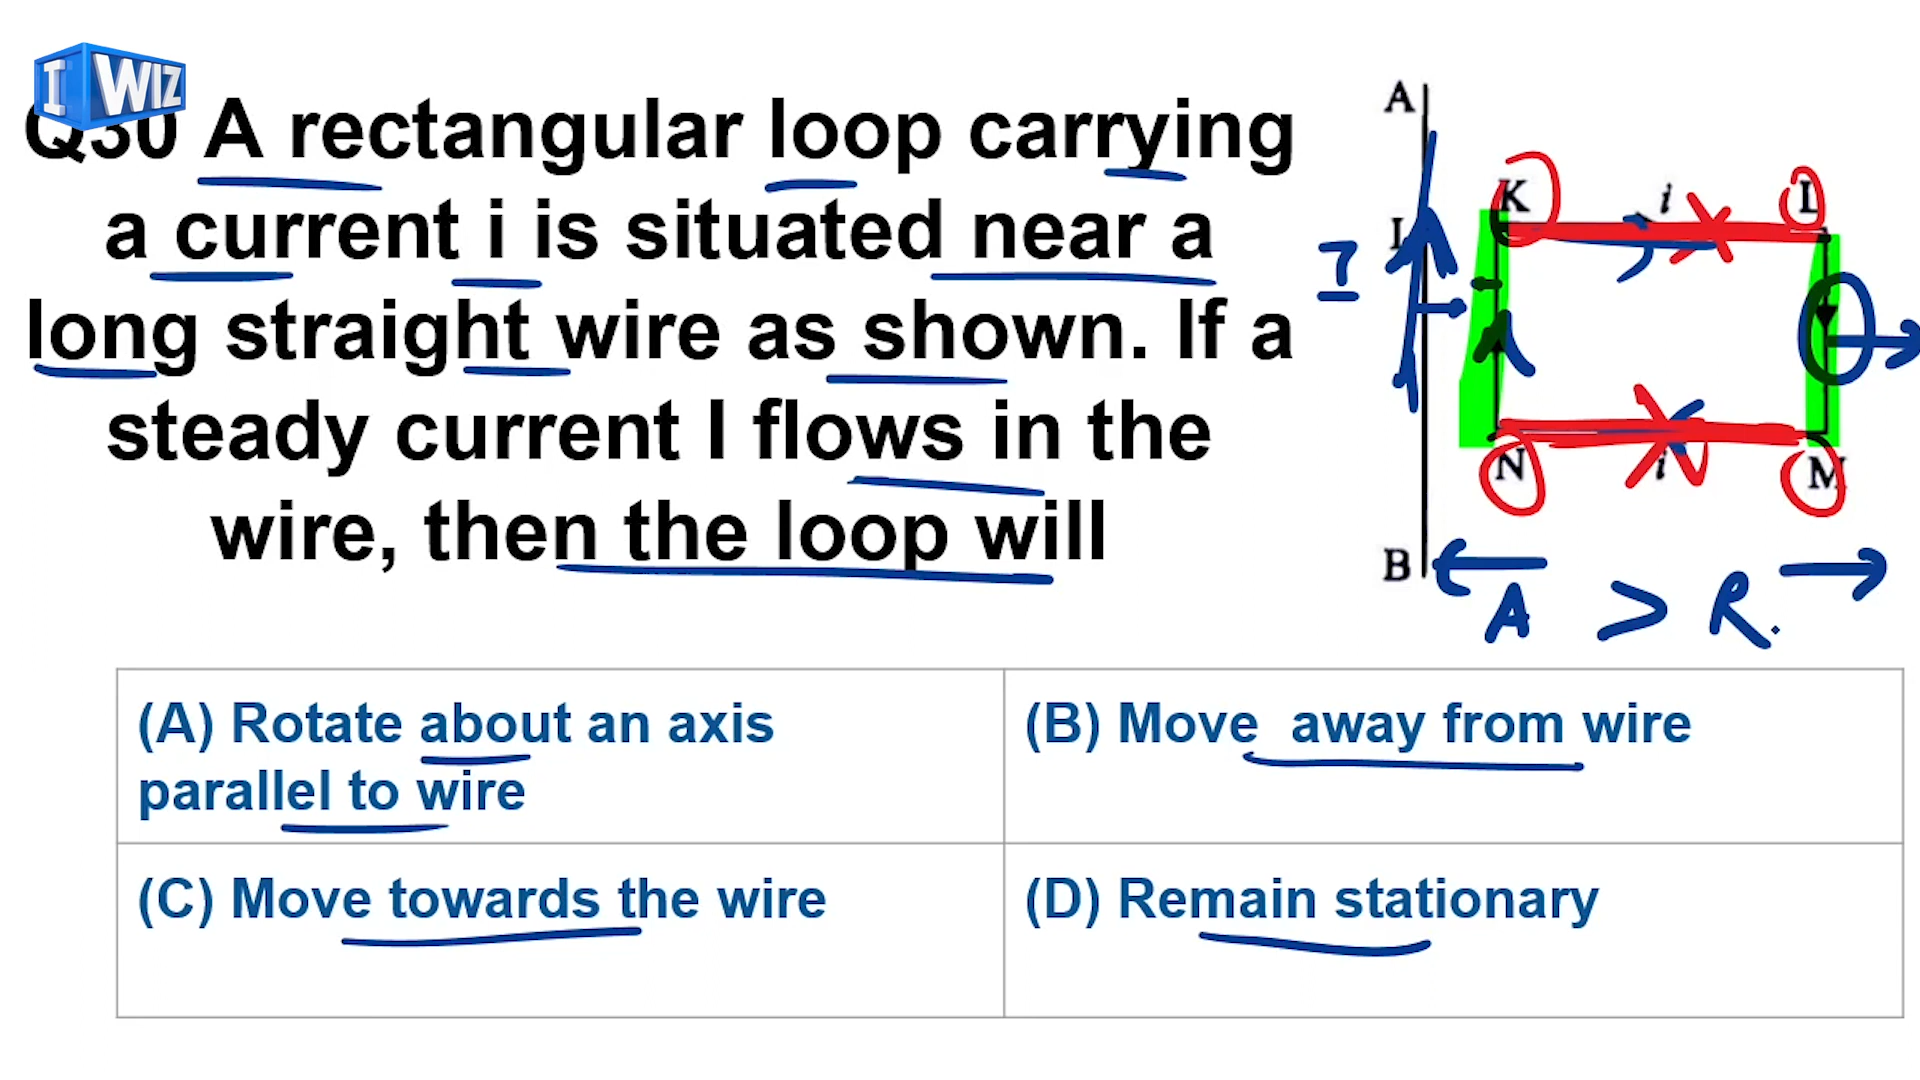 I WIZ
Q30 A rectangular loop carrying
a current i is situated near a
long straight wire as shown. If a
steady current I flows in the
wire, then the loop will
A
K
i
L
I
I
N
i
M
B
A > R.
(A) Rotate about an axis
parallel to wire
(B) Move away from wire
(C) Move towards the wire
(D) Remain stationary